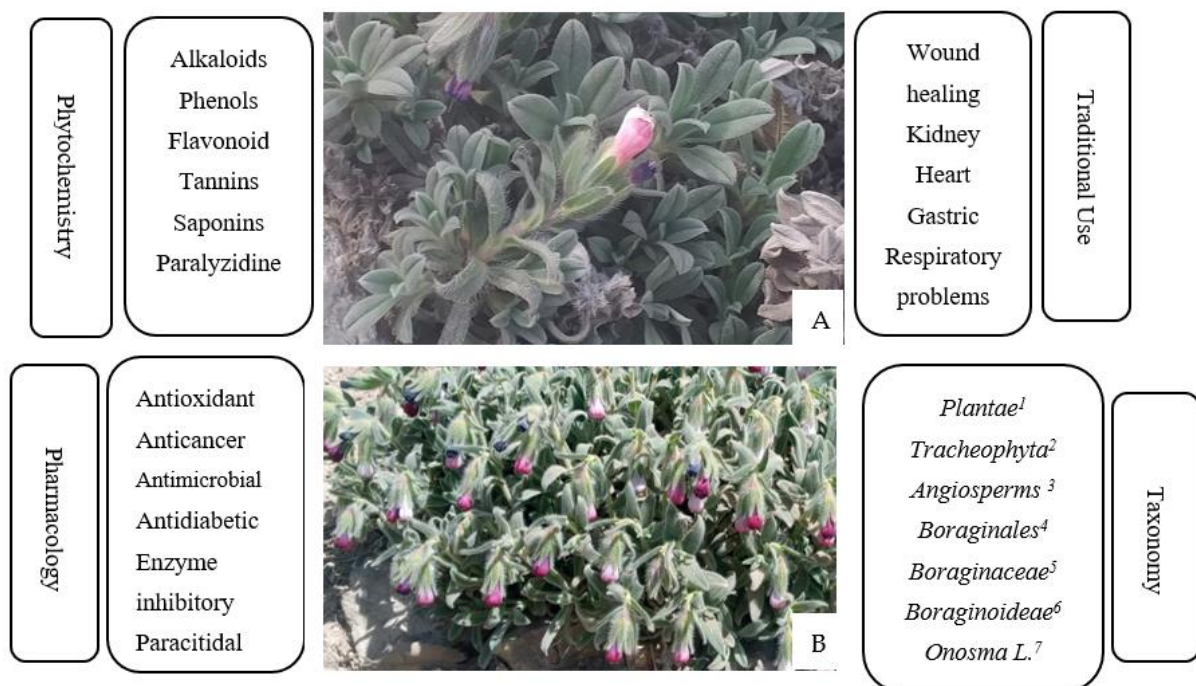 Phytochemistry
Alkaloids
Phenols
Flavonoid
Tannins
Saponins
Paralyzidine
A
Wound
healing
Kidney
Heart
Gastric
Respiratory
problems
Traditional Use
Pharmacology
Antioxidant
Anticancer
Antimicrobial
Antidiabetic
Enzyme
inhibitory
Paracitidal
B
Plantae¹
Tracheophyta²
Angiosperms ³
Boraginales⁴
Boraginaceae⁵
Boraginoideae⁶
Onosma L.⁷
Taxonomy